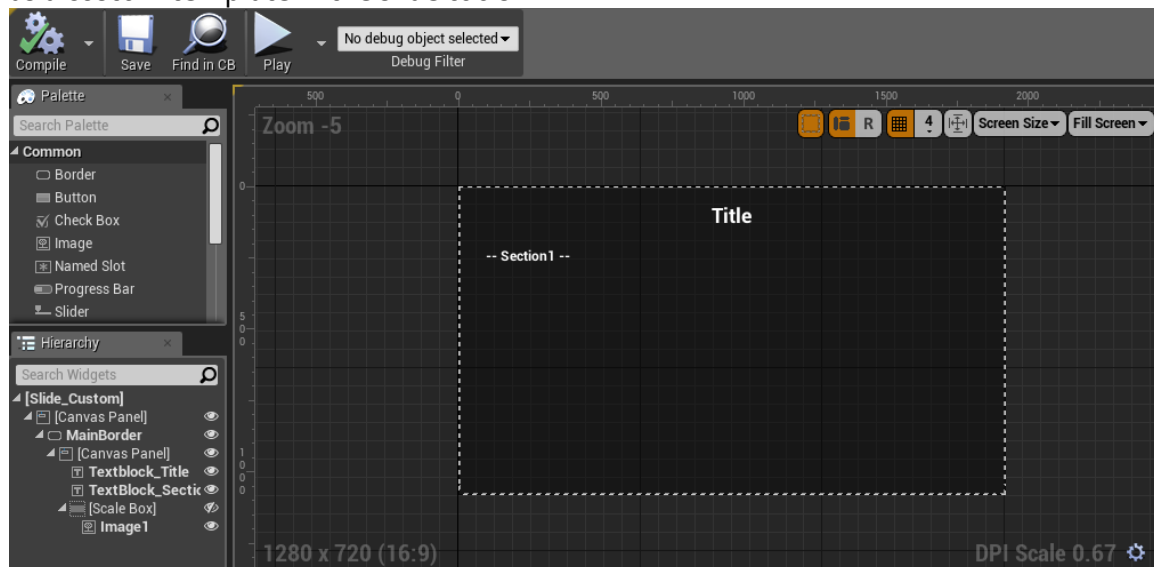 Compile Save Find in CB Play No debug object selected Debug Filter
Palette
Search Palette
Common
Border
Button
Check Box
Image
Named Slot
Progress Bar
Slider
Hierarchy
Search Widgets
[Slide_Custom]
[Canvas Panel]
MainBorder
[Canvas Panel]
Textblock_Title
TextBlock_Sectic
[Scale Box]
Image1
500 0 500 1000 1500 2000
Zoom -5
R 4 Screen Size Fill Screen
0
500
1000
Title
-- Section1 --
1280 x 720 (16:9)
DPI Scale 0.67